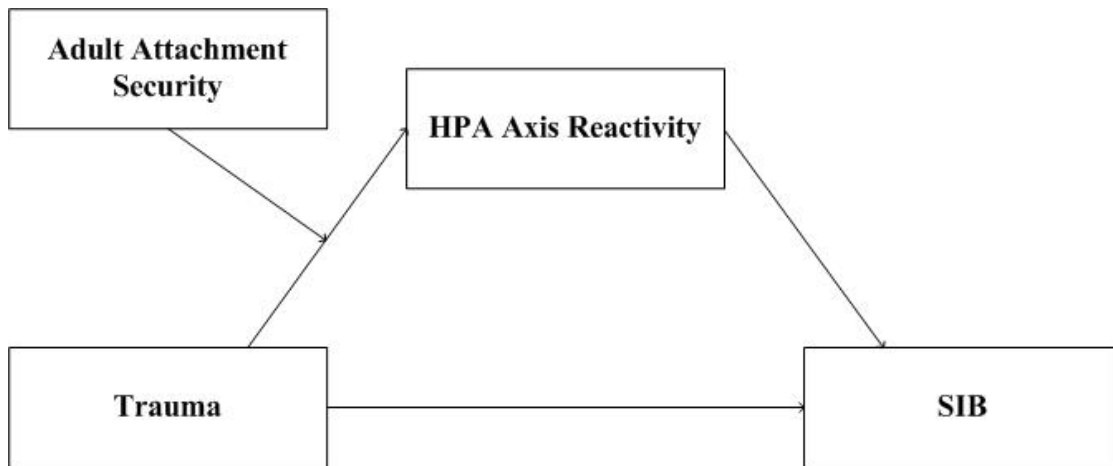 Adult Attachment
Security
HPA Axis Reactivity
Trauma
SIB